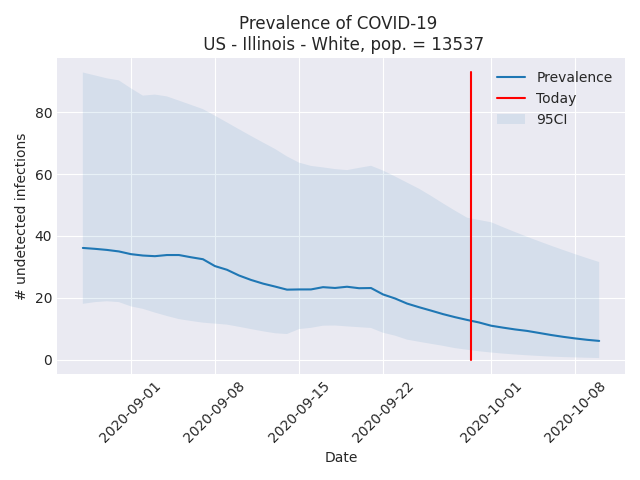 Prevalence of COVID-19
US - Illinois - White, pop. = 13537
Prevalence
Today
95CI
# undetected infections
80
60
40
20
0
2020-09-01
2020-09-08
2020-09-15
2020-09-22
2020-10-01
2020-10-08
Date